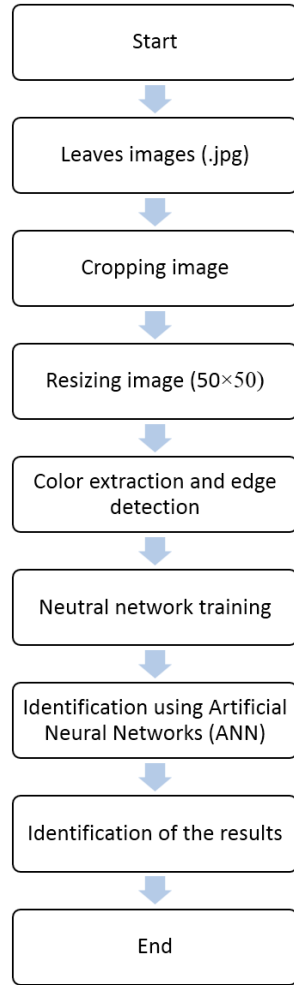 Start
Leaves images (.jpg)
Cropping image
Resizing image (50×50)
Color extraction and edge
detection
Neutral network training
Identification using Artificial
Neural Networks (ANN)
Identification of the results
End